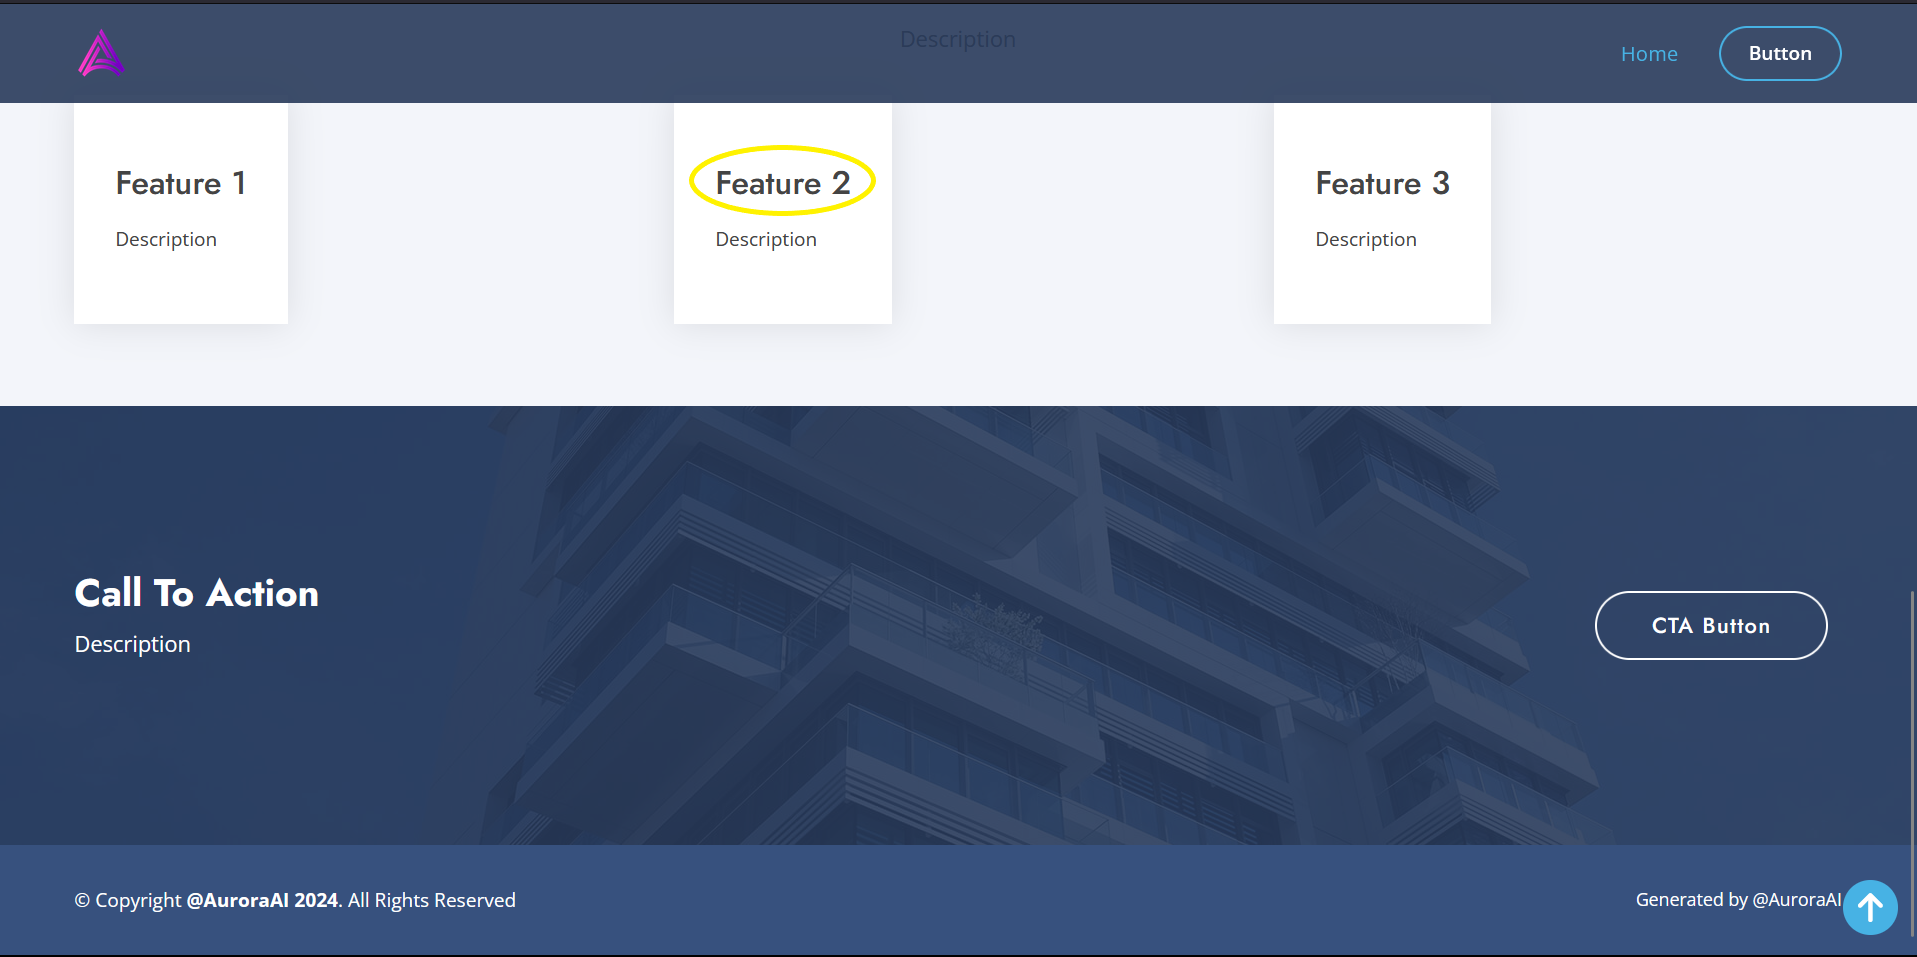 Description
Home
Button
Feature 1
Feature 2
Feature 3
Description
Description
Description
Call To Action
Description
CTA Button
© Copyright @AuroraAI 2024. All Rights Reserved
Generated by @AuroraAI